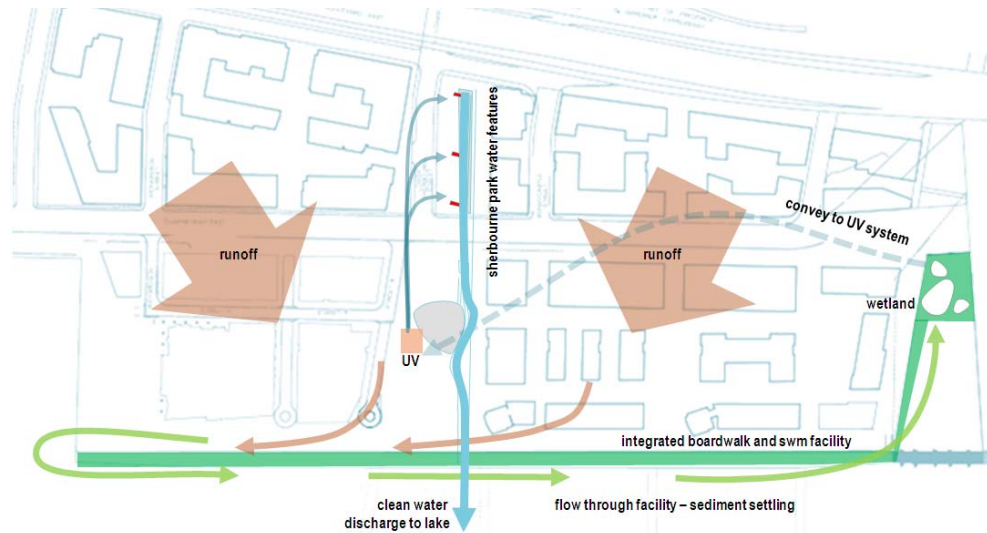 sherbourne park water features
convey to UV system
runoff
runoff
wetland
UV
integrated boardwalk and swm facility
clean water
discharge to lake
flow through facility – sediment settling